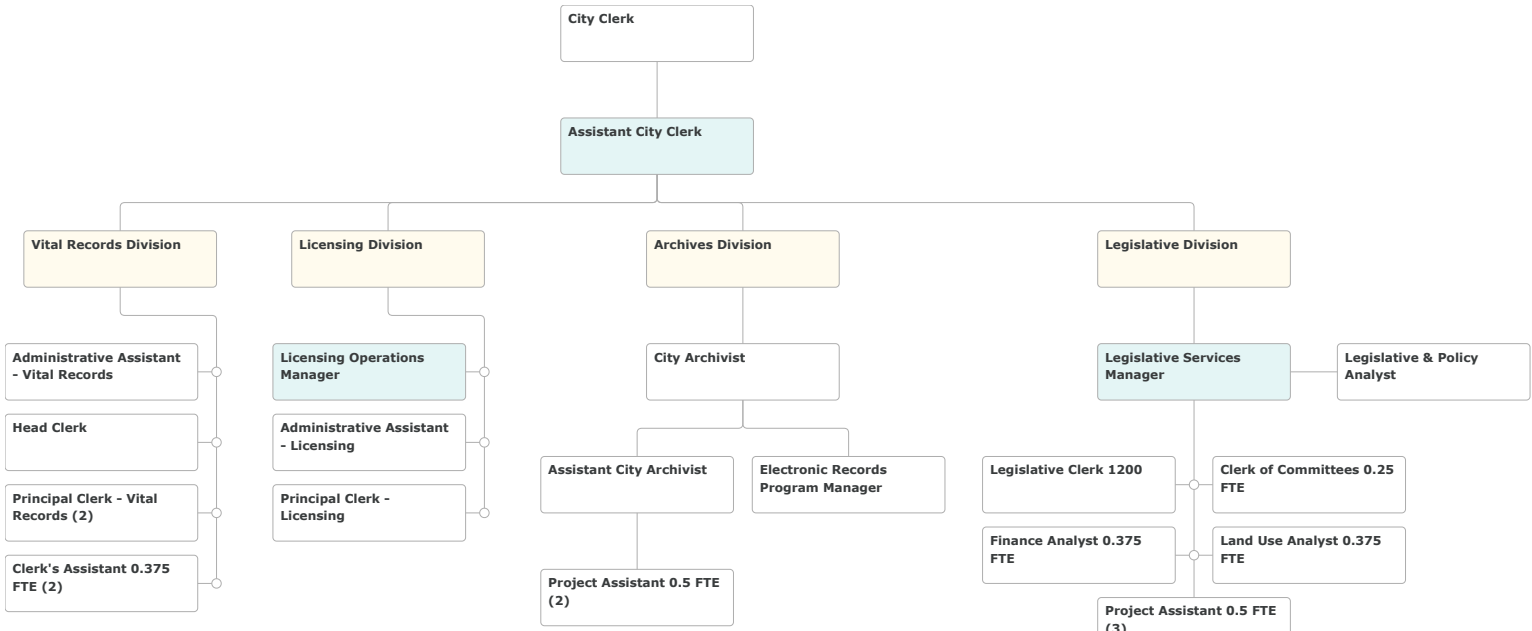 City Clerk
Assistant City Clerk
Vital Records Division
Licensing Division
Archives Division
Legislative Division
Administrative Assistant
- Vital Records
Licensing Operations
Manager
City Archivist
Legislative Services
Manager
Legislative & Policy
Analyst
Head Clerk
Administrative Assistant
- Licensing
Assistant City Archivist
Electronic Records
Program Manager
Legislative Clerk 1200
Clerk of Committees 0.25
FTE
Principal Clerk - Vital
Records (2)
Principal Clerk -
Licensing
Finance Analyst 0.375
FTE
Land Use Analyst 0.375
FTE
Clerk's Assistant 0.375
FTE (2)
Project Assistant 0.5 FTE
(2)
Project Assistant 0.5 FTE
(3)